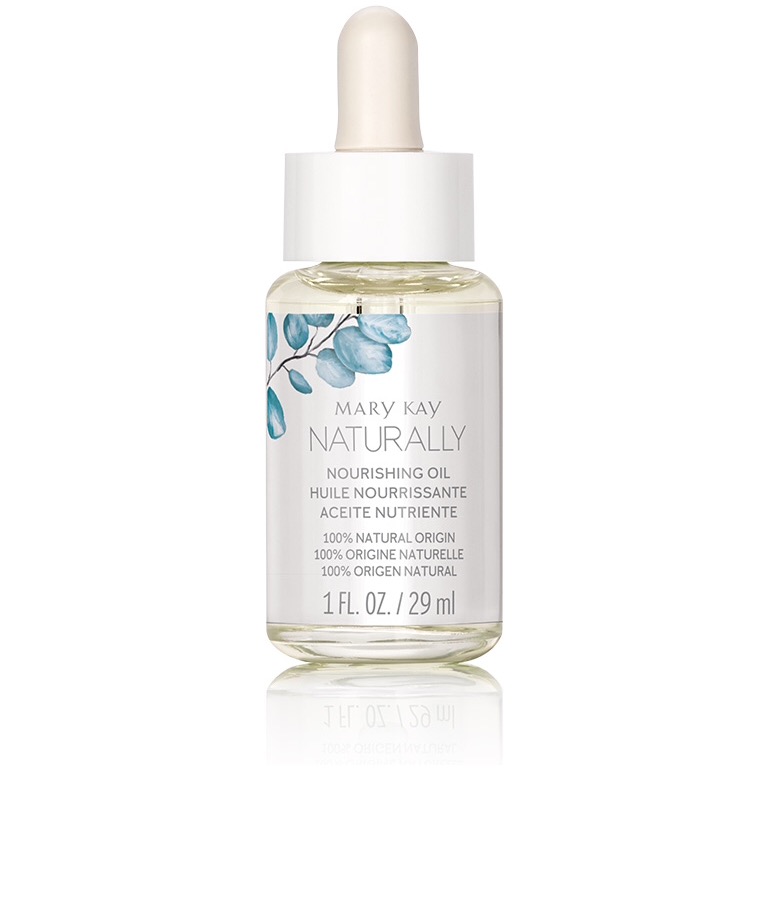 MARY KAY
NATURALLY
NOURISHING OIL
HUILE NOURRISSANTE
ACEITE NUTRIENTE
100% NATURAL ORIGIN
100% ORIGINE NATURELLE
100% ORIGEN NATURAL
1 FL. OZ. / 29 ml